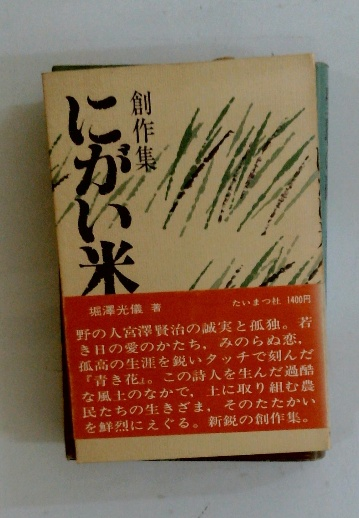 創作集
にがい米
堀澤光儀 著
たいまつ社 1400円
野の人宮澤賢治の誠実と孤独。若
き日の愛のかたち，みのらぬ恋，
孤高の生涯を鋭いタッチで刻んだ
『青き花』。この詩人を生んだ過酷
な風土のなかで，土に取り組む農
民たちの生きざま，そのたたかい
を鮮烈にえぐる。新鋭の創作集。